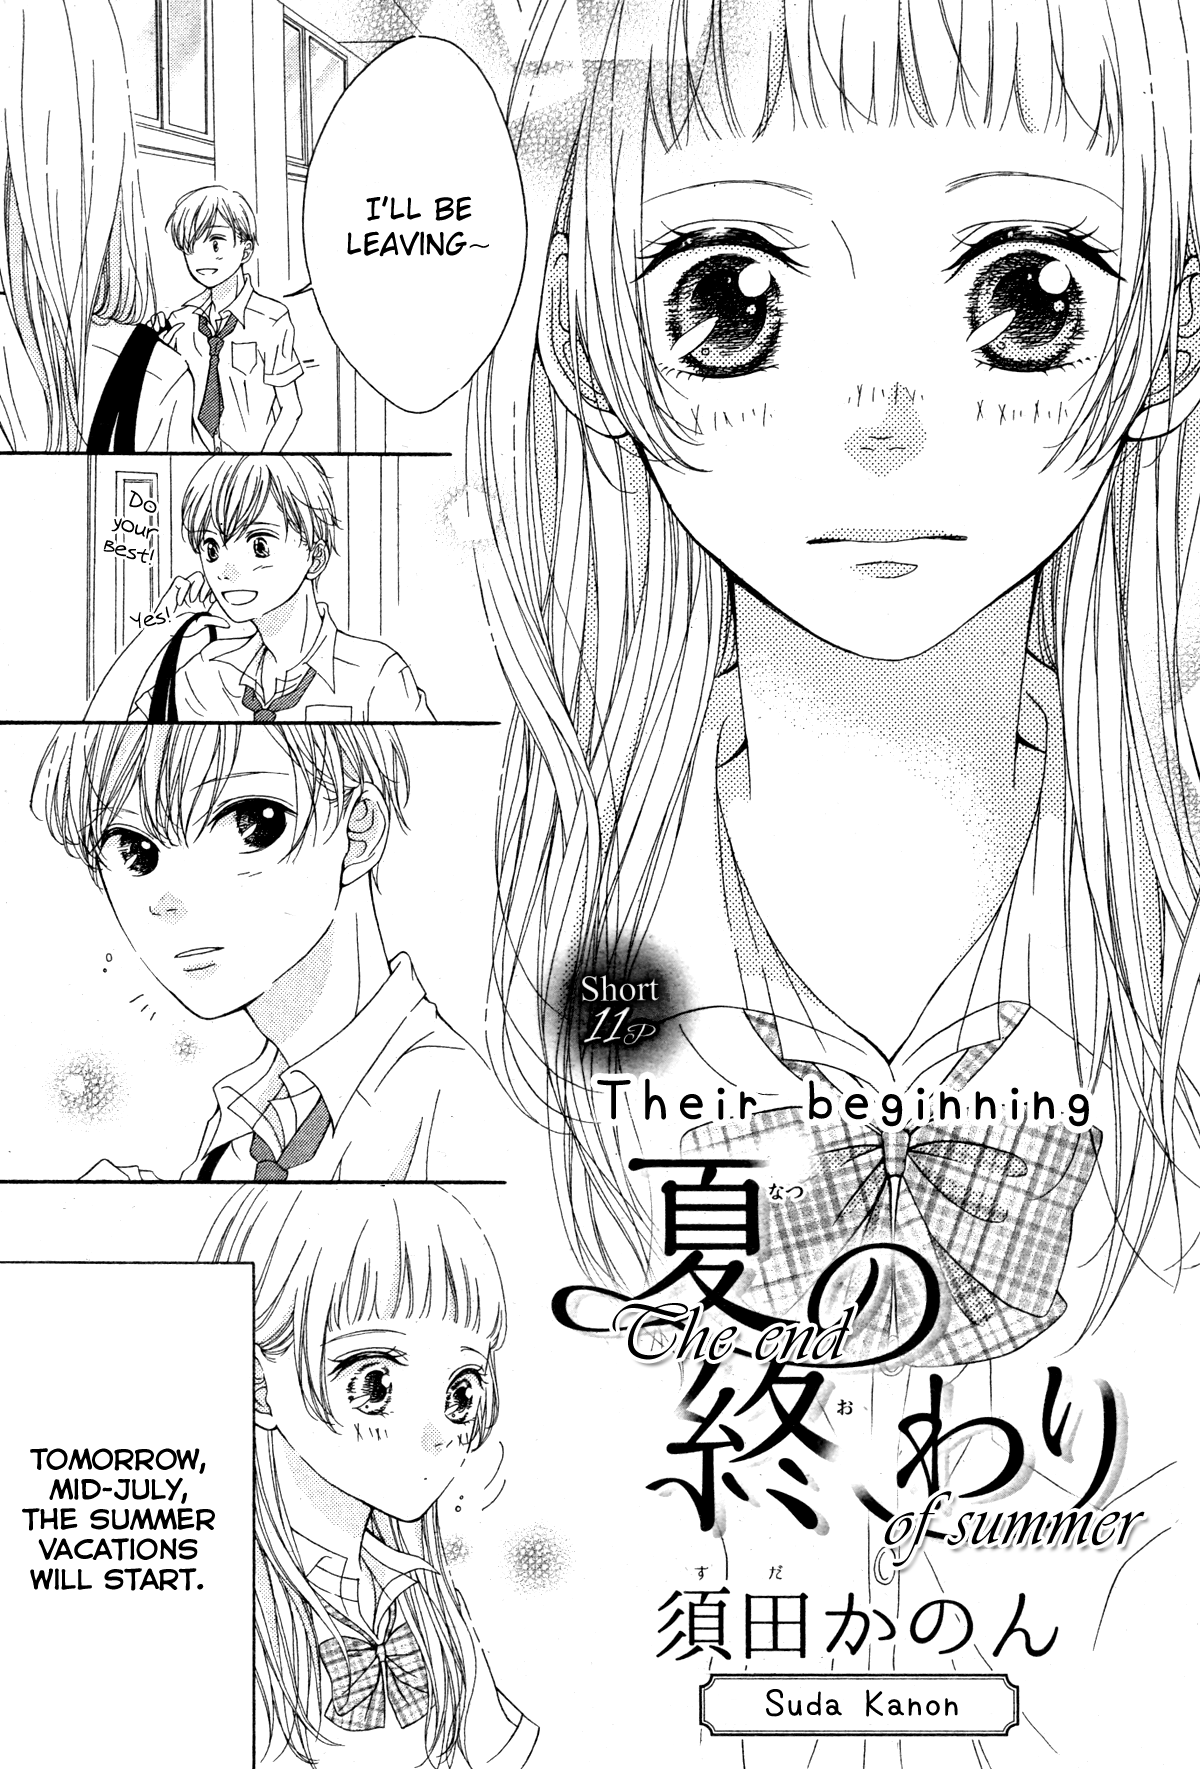 I'LL BE
LEAVING~
Do
your
Best!
Yes!
Short
11P
Their beginning
夏の
なつ
The end
終わり
お
of summer
すだ
須田かのん
Suda Kanon
TOMORROW,
MID-JULY,
THE SUMMER
VACATIONS
WILL START.